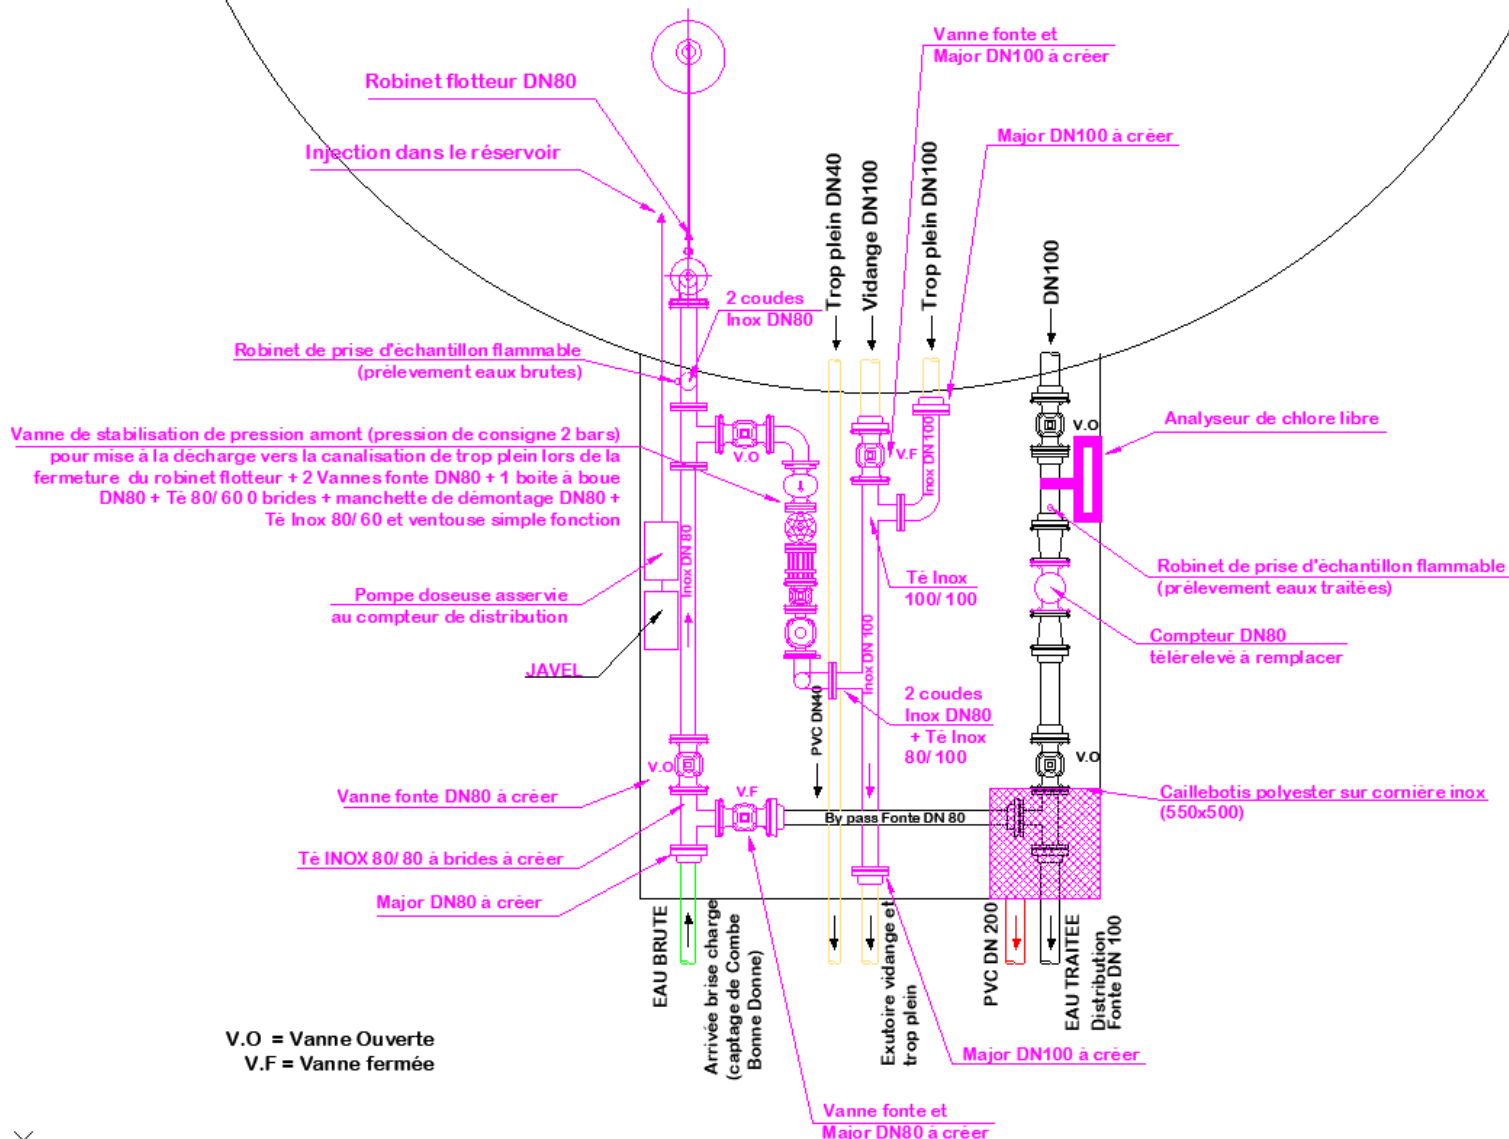 Vanne fonte et
Major DN100 à créer
Robinet flotteur DN80
Major DN100 à créer
Injection dans le réservoir
Trop plein DN40
Vidange DN100
Trop plein DN100
DN100
2 coudes
Inox DN80
Robinet de prise d'échantillon flammable
(prélevement eaux brutes)
V.O
Analyseur de chlore libre
Vanne de stabilisation de pression amont (pression de consigne 2 bars)
pour mise à la décharge vers la canalisation de trop plein lors de la
fermeture du robinet flotteur + 2 Vannes fonte DN80 + 1 boite à boue
DN80 + Té 80/60 0 brides + manchette de démontage DN80 +
Té Inox 80/60 et ventouse simple fonction
V.O
V.F
Inox DN 100
Inox DN 80
Robinet de prise d'échantillon flammable
(prélevement eaux traitées)
Té Inox
100/100
Pompe doseuse asservie
au compteur de distribution
Compteur DN80
télérelevé à remplacer
JAVEL
Inox DN 100
PVC DN40
2 coudes
Inox DN80
+ Té Inox
80/100
V.O
V.O
Vanne fonte DN80 à créer
V.F
Caillebotis polyester sur cornière inox
(550x500)
By pass Fonte DN 80
Té INOX 80/80 à brides à créer
Major DN80 à créer
EAU BRUTE
Arrivée brise charge
(captage de Combe
Bonne Donne)
Exutoire vidange et
trop plein
PVC DN 200
EAU TRAITEE
Distribution
Fonte DN 100
V.O = Vanne Ouverte
V.F = Vanne fermée
Major DN100 à créer
Vanne fonte et
Major DN80 à créer